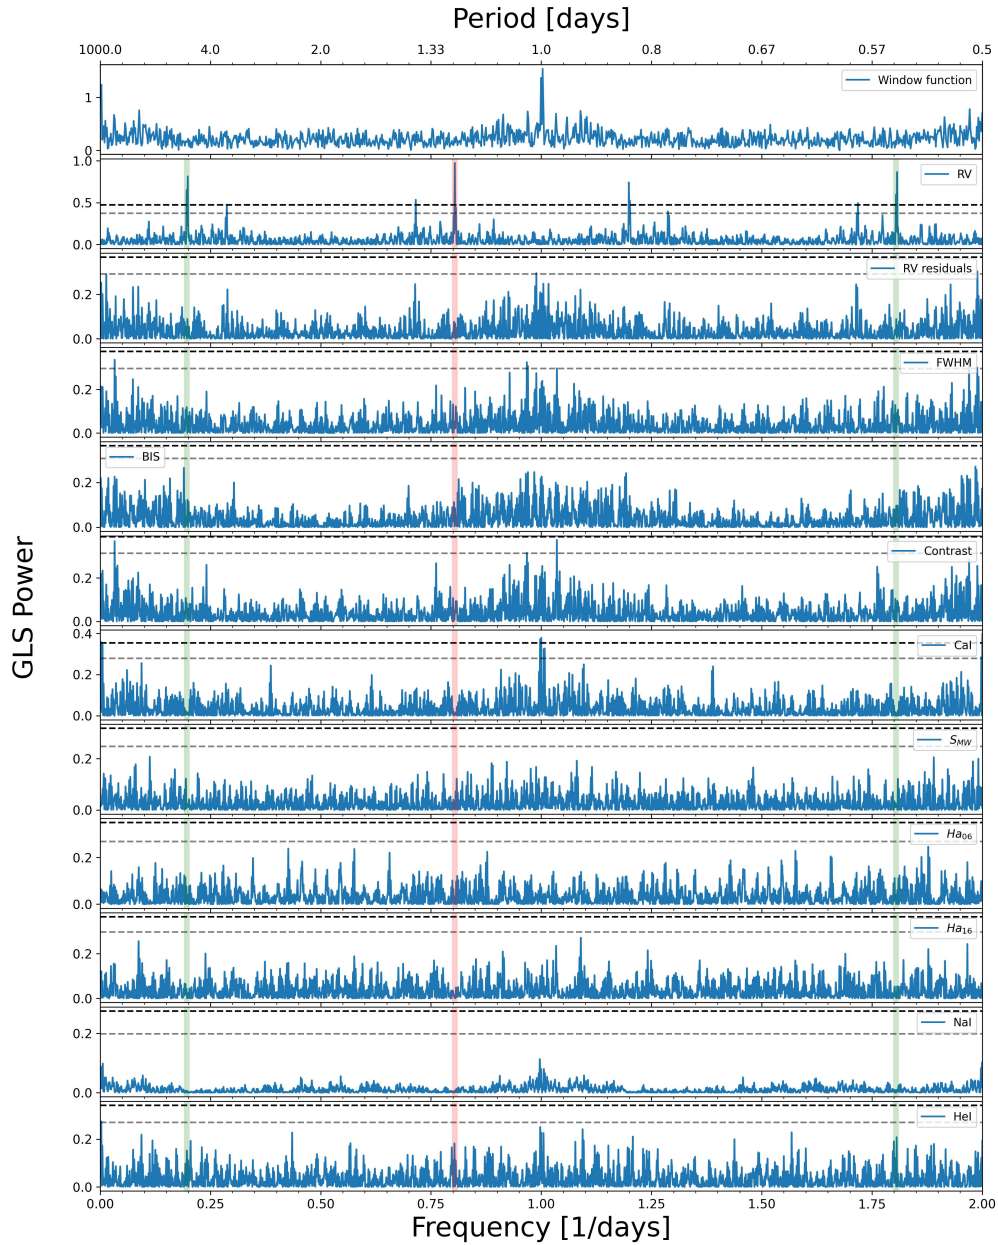 Period [days]
1000.0 4.0 2.0 1.33 1.0 0.8 0.67 0.57 0.5
Window function
1
0
RV
1.0
0.5
0.0
RV residuals
0.2
0.0
FWHM
0.2
0.0
BIS
0.2
0.0
Contrast
0.2
0.0
CaI
0.4
0.2
0.0
S_MW
0.2
0.0
Ha_06
0.2
0.0
Ha_16
0.2
0.0
NaI
0.2
0.0
HeI
0.2
0.0
0.00 0.25 0.50 0.75 1.00 1.25 1.50 1.75 2.00
Frequency [1/days]
GLS Power